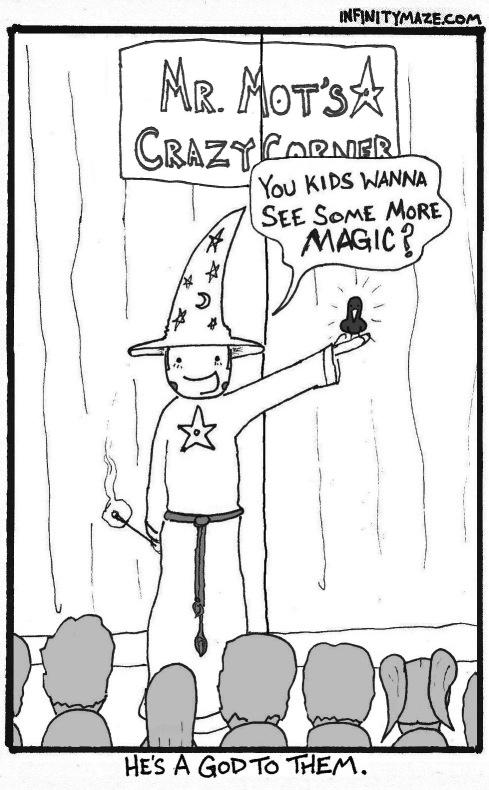 INFINITYMAZE.COM
MR. MOT'S
CRAZY CORNER
YOU KIDS WANNA
SEE SOME MORE
MAGIC?
HE'S A GOD TO THEM.